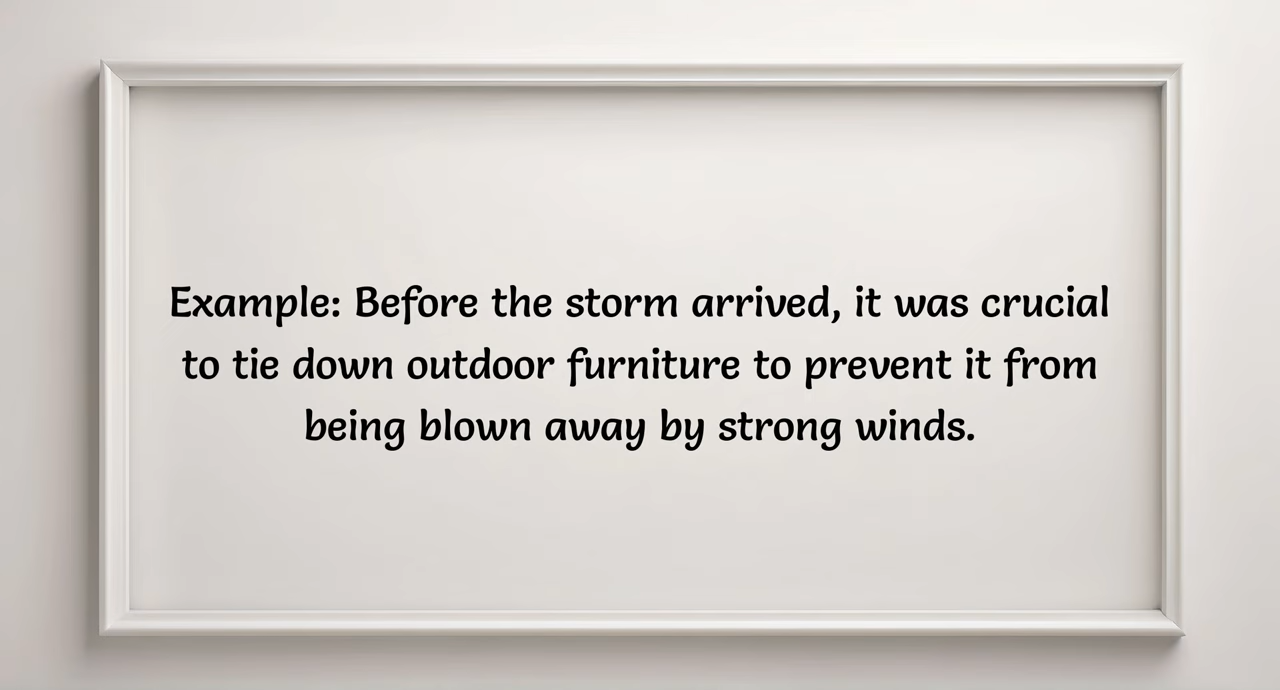 Example: Before the storm arrived, it was crucial
to tie down outdoor furniture to prevent it from
being blown away by strong winds.